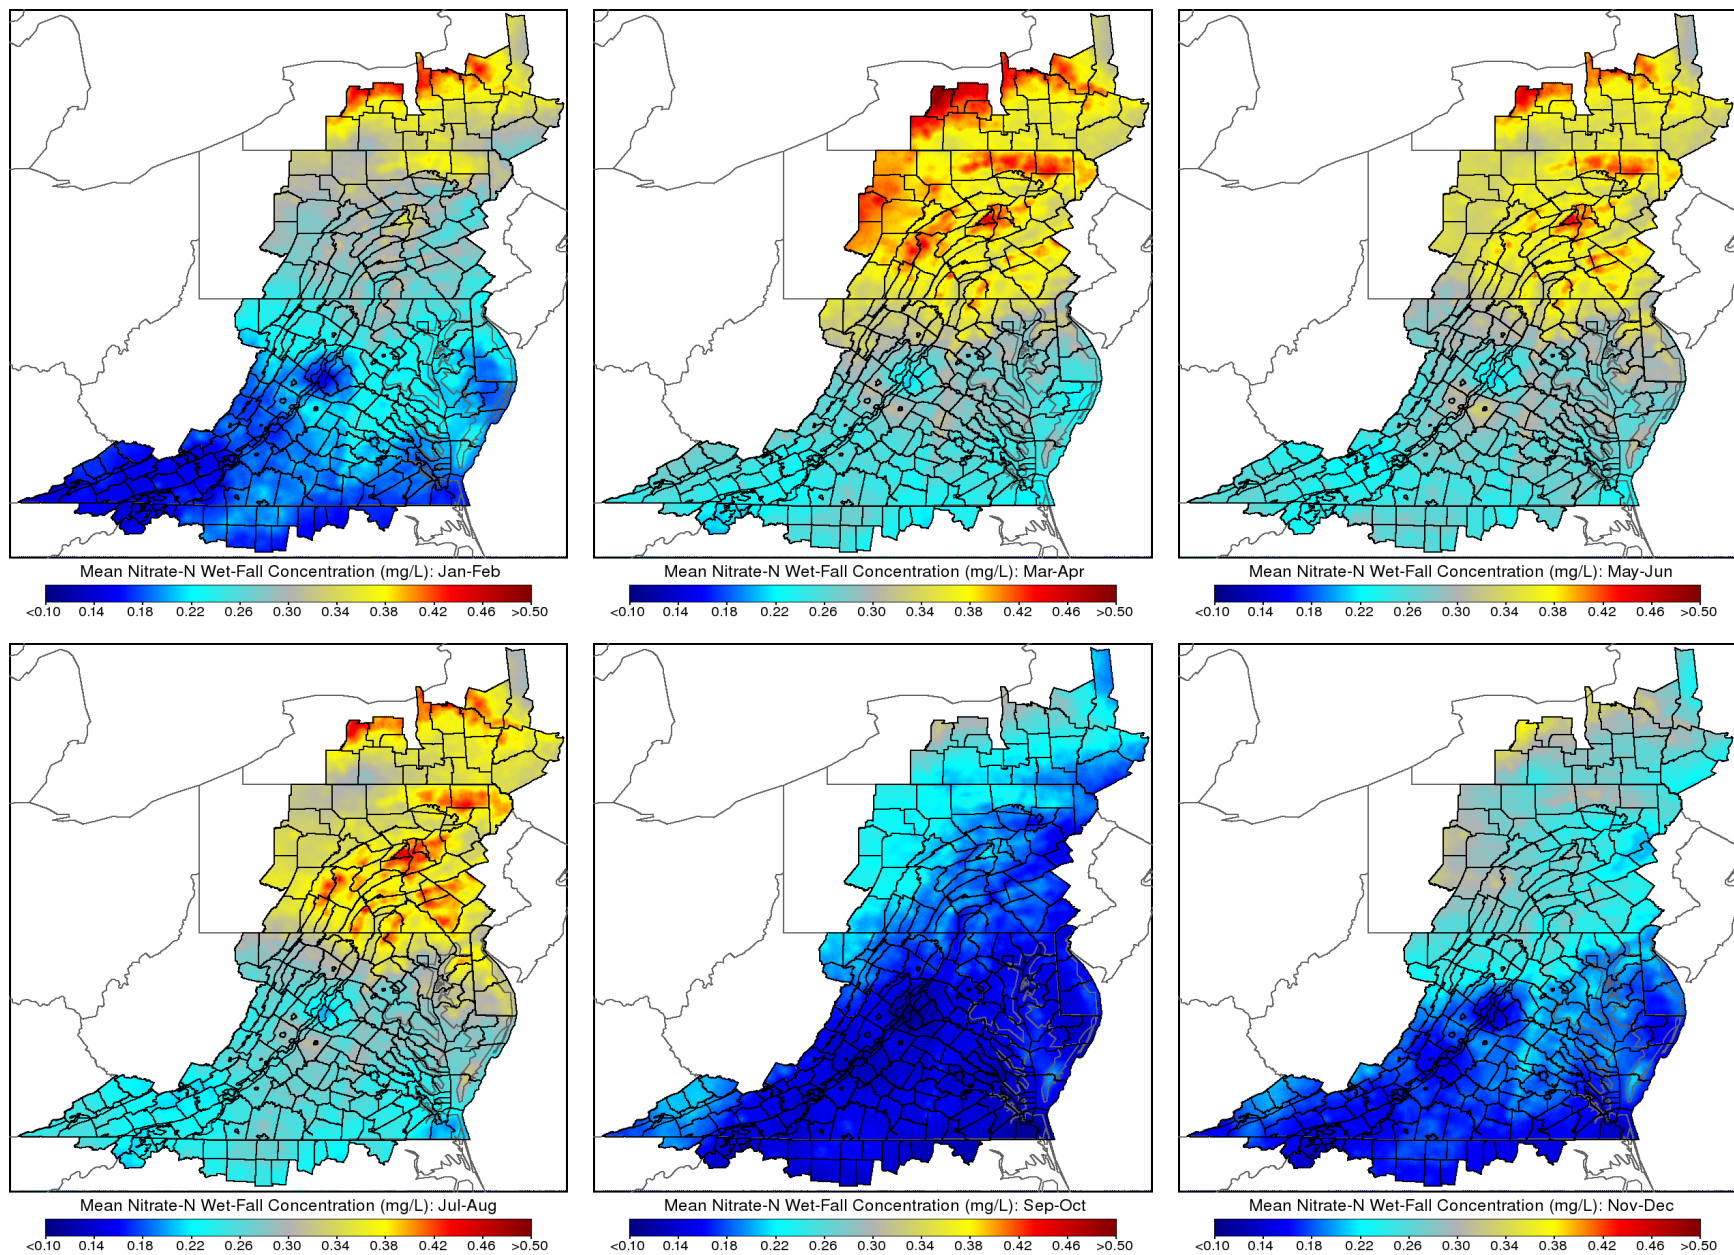 Mean Nitrate-N Wet-Fall Concentration (mg/L): Jan-Feb
<0.10 0.14 0.18 0.22 0.26 0.30 0.34 0.38 0.42 0.46 >0.50
Mean Nitrate-N Wet-Fall Concentration (mg/L): Mar-Apr
<0.10 0.14 0.18 0.22 0.26 0.30 0.34 0.38 0.42 0.46 >0.50
Mean Nitrate-N Wet-Fall Concentration (mg/L): May-Jun
<0.10 0.14 0.18 0.22 0.26 0.30 0.34 0.38 0.42 0.46 >0.50
Mean Nitrate-N Wet-Fall Concentration (mg/L): Jul-Aug
<0.10 0.14 0.18 0.22 0.26 0.30 0.34 0.38 0.42 0.46 >0.50
Mean Nitrate-N Wet-Fall Concentration (mg/L): Sep-Oct
<0.10 0.14 0.18 0.22 0.26 0.30 0.34 0.38 0.42 0.46 >0.50
Mean Nitrate-N Wet-Fall Concentration (mg/L): Nov-Dec
<0.10 0.14 0.18 0.22 0.26 0.30 0.34 0.38 0.42 0.46 >0.50